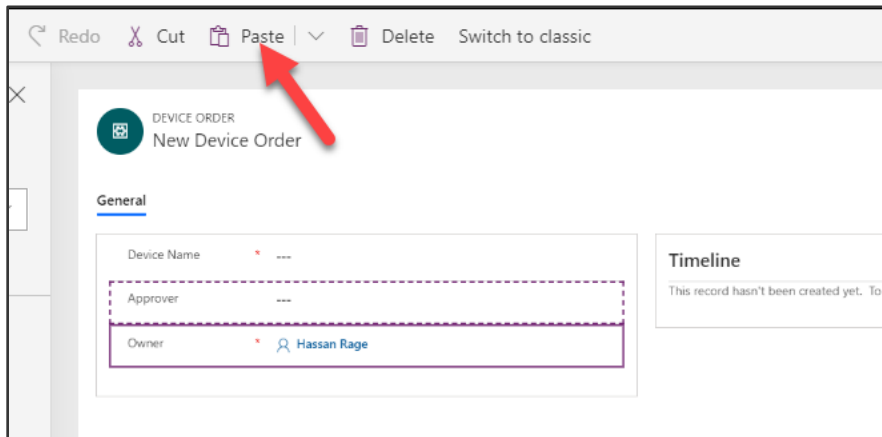 Redo Cut Paste Delete Switch to classic
DEVICE ORDER
New Device Order
General
Device Name * ---
Approver ---
Owner * Hassan Rage
Timeline
This record hasn't been created yet. To